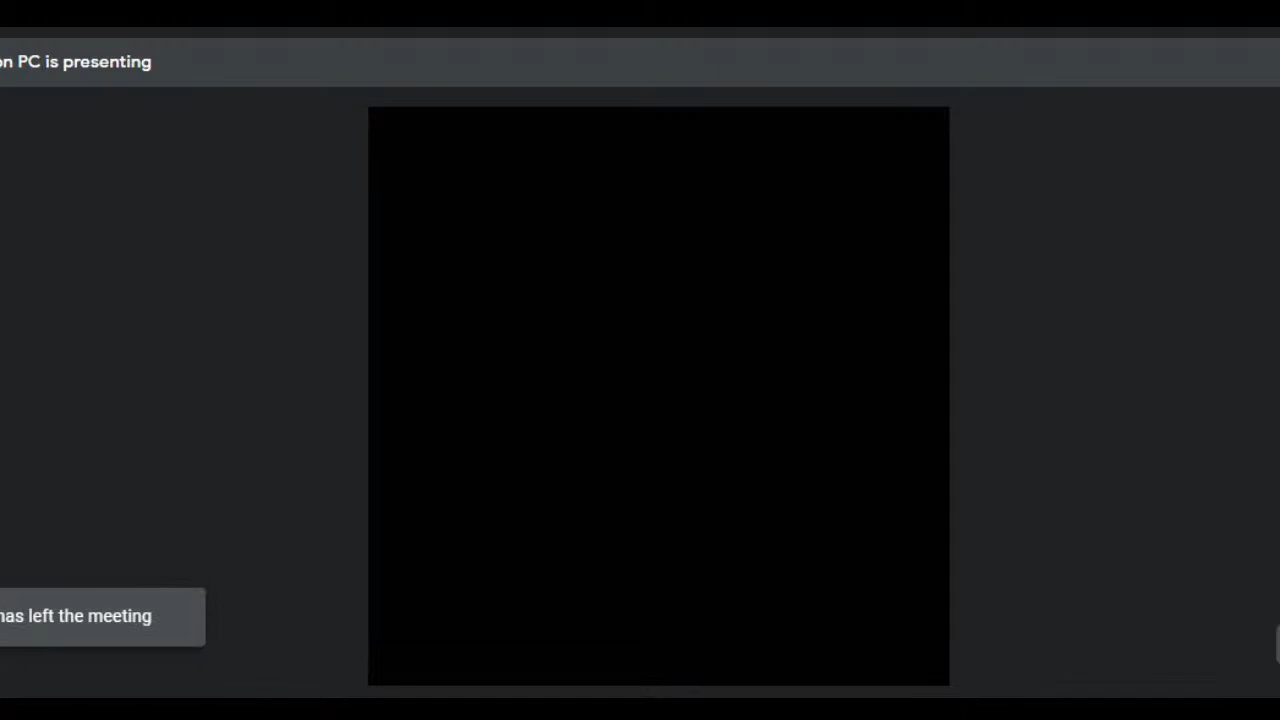 on PC is presenting
has left the meeting